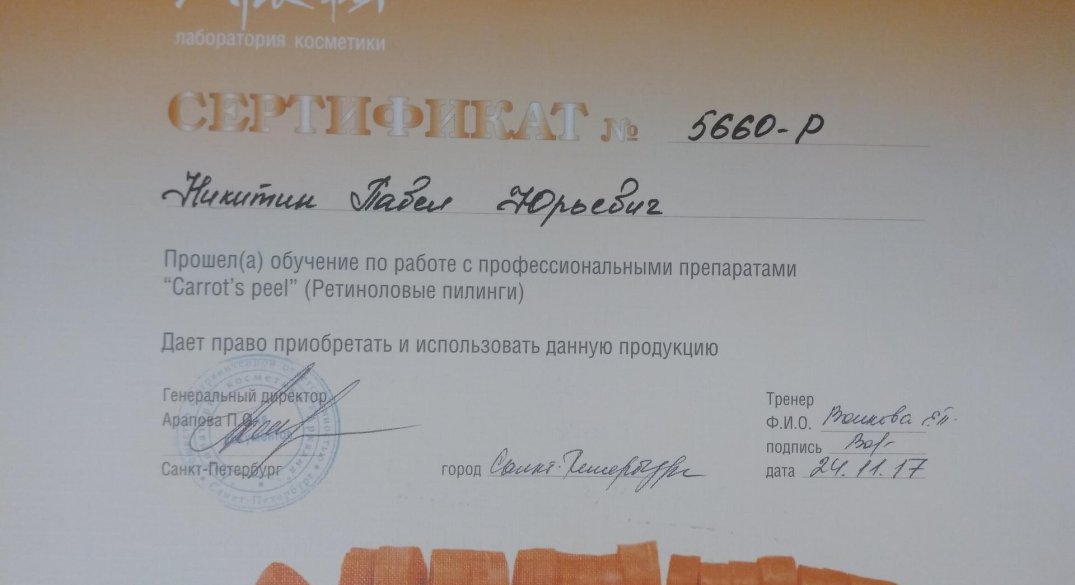 лаборатория косметики
СЕРТИФИКАТ № 5660-Р
Никитин Павел Юрьевич
Прошел(а) обучение по работе с профессиональными препаратами
“Carrot’s peel” (Ретиноловые пилинги)
Дает право приобретать и использовать данную продукцию
Генеральный директор
Арапова П.О.
Санкт-Петербург
город Санкт-Петербург
Тренер
Ф.И.О. Волкова
подпись
дата 24.11.17